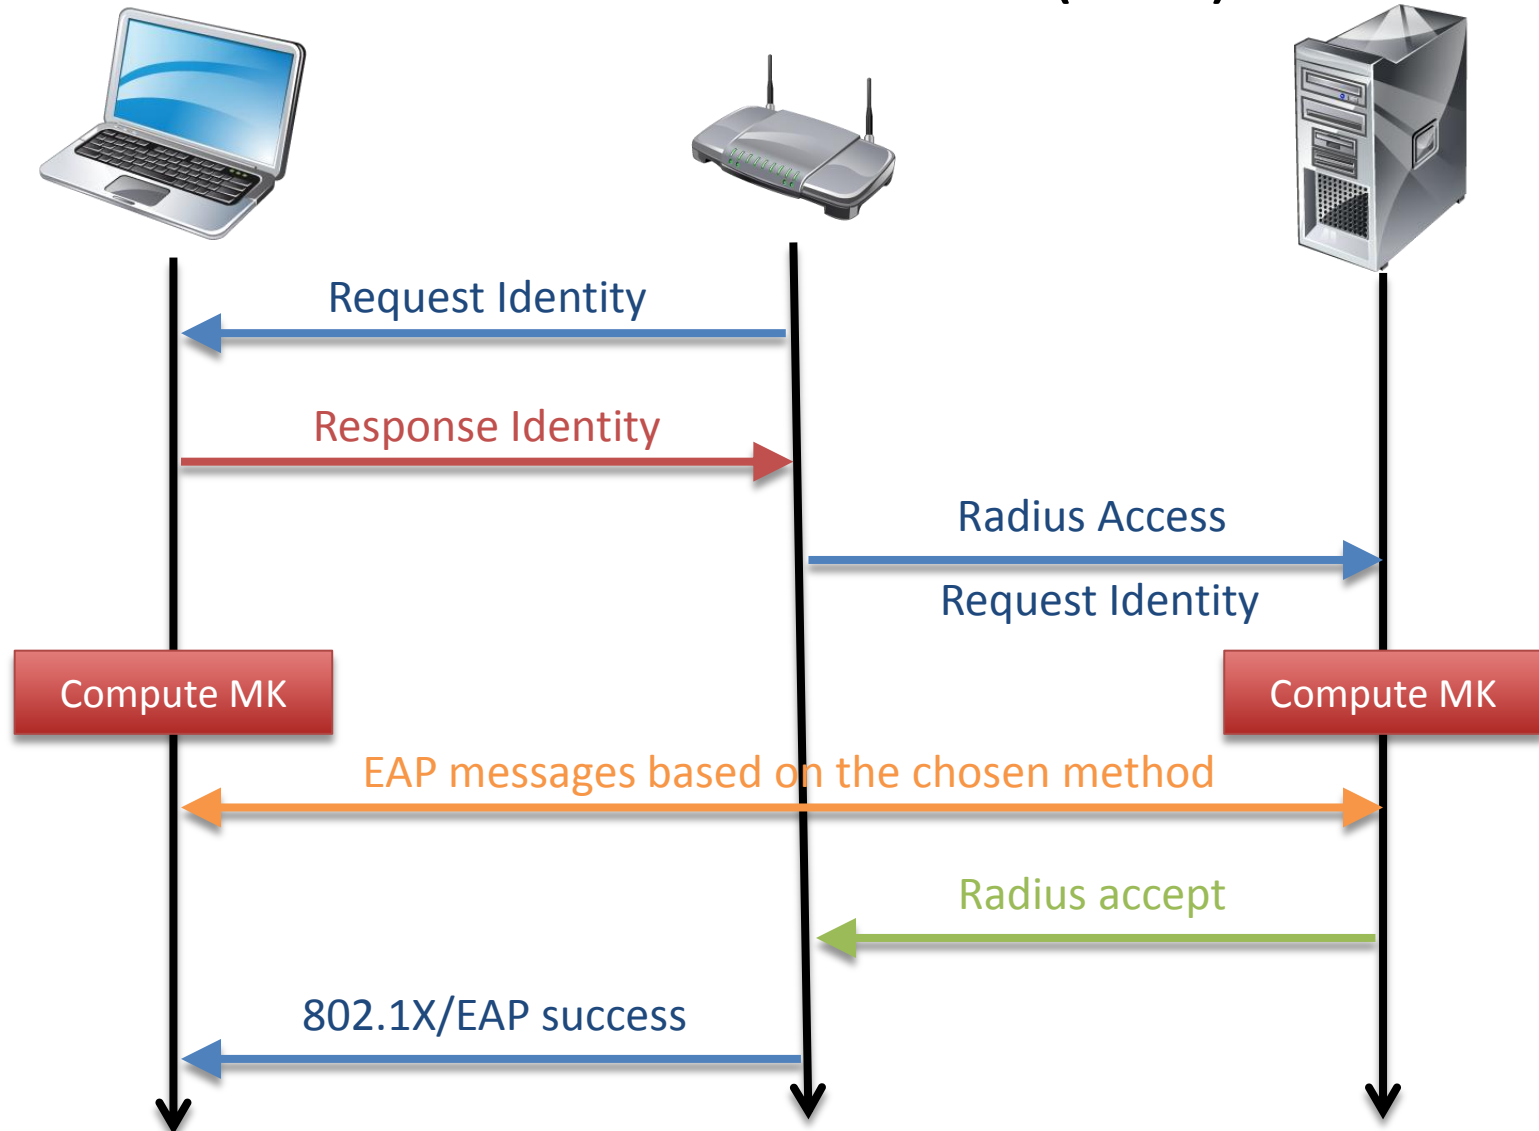 Request Identity
Response Identity
Radius Access
Request Identity
Compute MK
Compute MK
EAP messages based on the chosen method
Radius accept
802.1X/EAP success